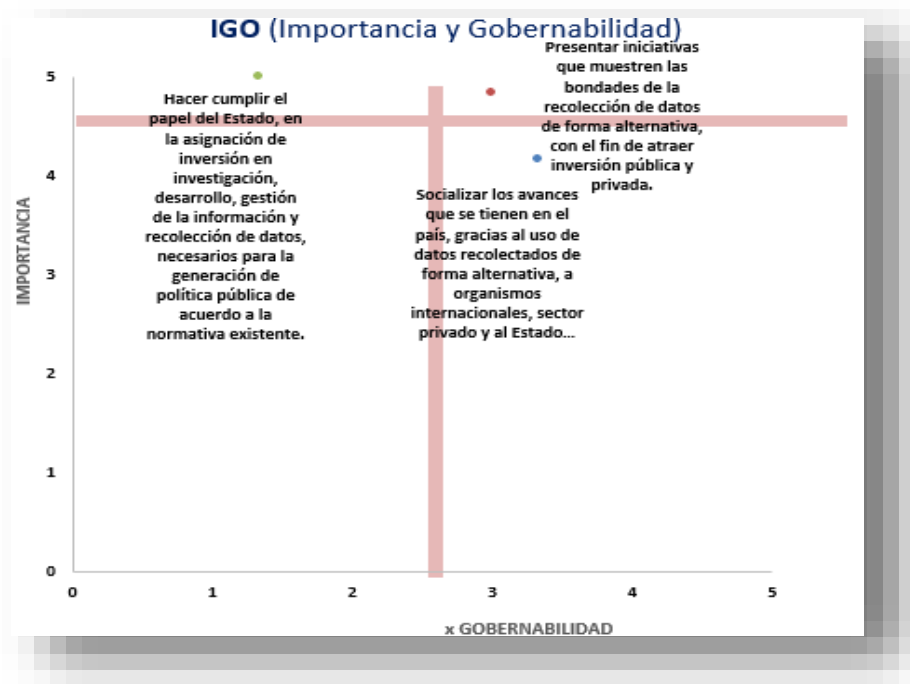 IGO (Importancia y Gobernabilidad)
Presentar iniciativas
que muestren las
bondades de la
recolección de datos
de forma alternativa,
con el fin de atraer
inversión pública y
privada.
Hacer cumplir el
papel del Estado, en
la asignación de
inversión en
investigación,
desarrollo, gestión
de la información y
recolección de datos,
necesarios para la
generación de
política pública de
acuerdo a la
normativa existente.
Socializar los avances
que se tienen en el
país, gracias al uso de
datos recolectados de
forma alternativa, a
organismos
internacionales, sector
privado y al Estado...
IMPORTANCIA
5
4
3
2
1
0
0 1 2 3 4 5
x GOBERNABILIDAD